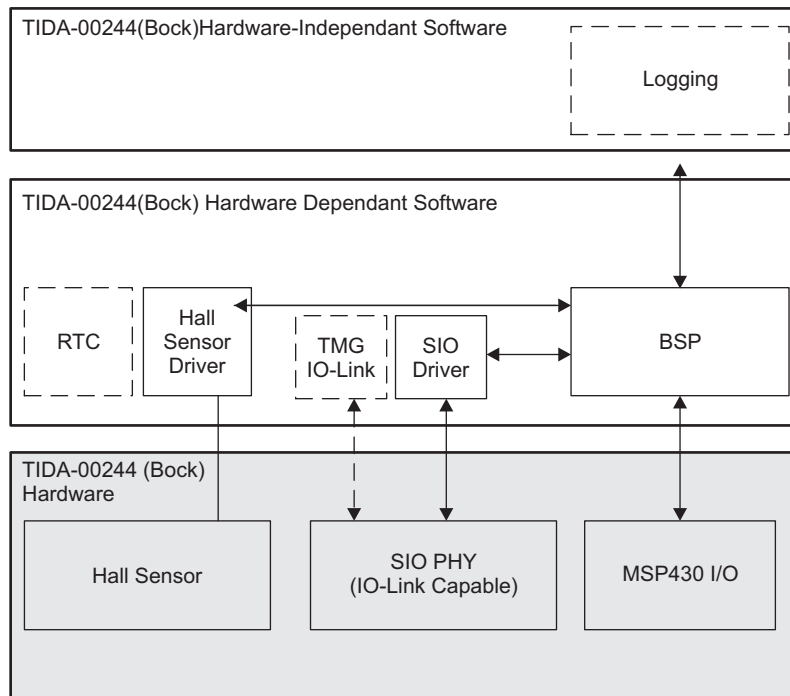 TIDA-00244(Bock)Hardware-Independant Software
Logging
TIDA-00244(Bock) Hardware Dependant Software
RTC
Hall
Sensor
Driver
TMG
IO-Link
SIO
Driver
BSP
TIDA-00244 (Bock)
Hardware
Hall Sensor
SIO PHY
(IO-Link Capable)
MSP430 I/O